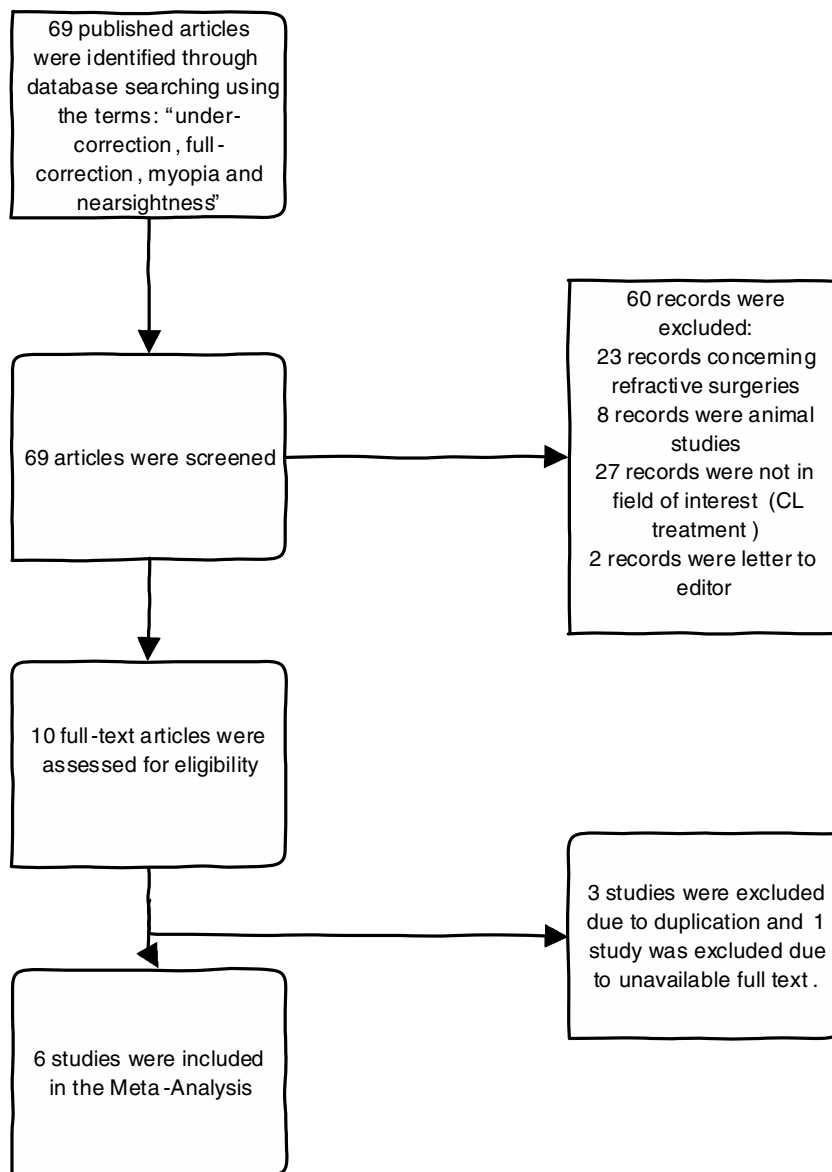 69 published articles
were identified through
database searching using
the terms: “under-
correction, full-
correction, myopia and
nearsightness”
69 articles were screened
60 records were
excluded:
23 records concerning
refractive surgeries
8 records were animal
studies
27 records were not in
field of interest (CL
treatment )
2 records were letter to
editor
10 full-text articles were
assessed for eligibility
3 studies were excluded
due to duplication and 1
study was excluded due
to unavailable full text .
6 studies were included
in the Meta-Analysis